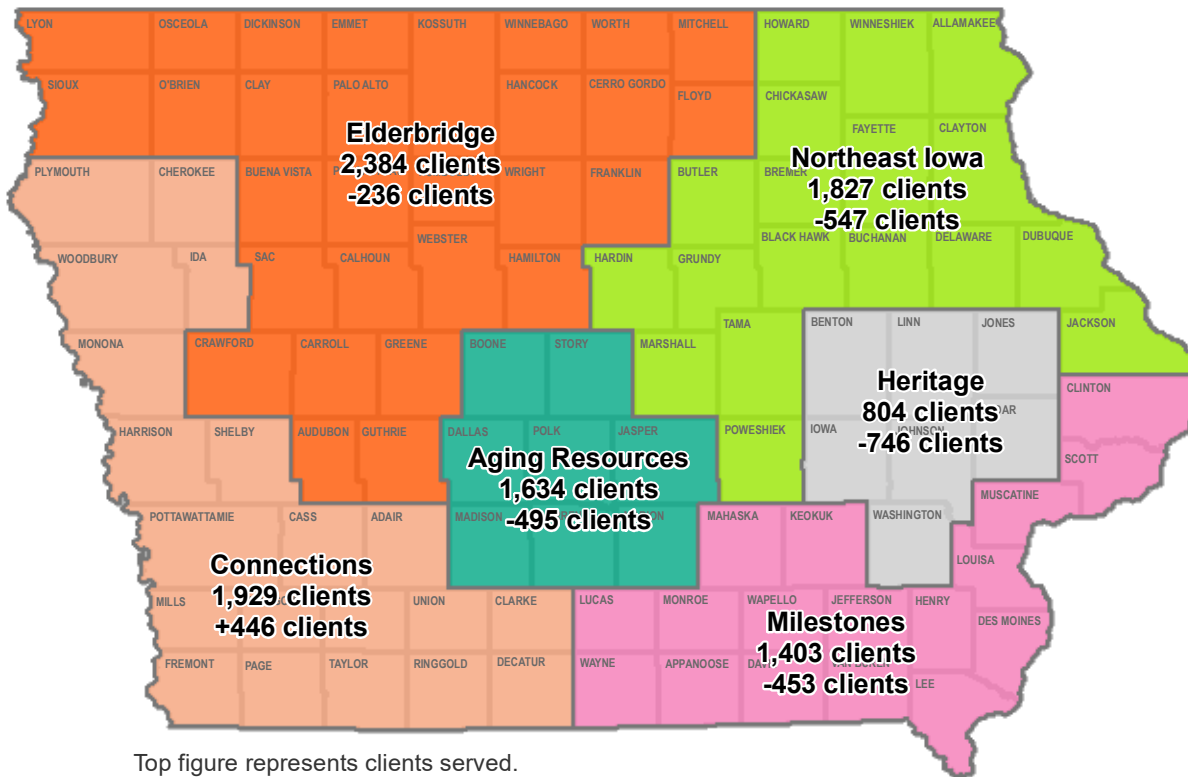 LYON OSCEOLA DICKINSON EMMET KOSSUTH WINNEBAGO WORTH MITCHELL HOWARD WINNESHIEK ALLAMAKEE
SIOUX O'BRIEN CLAY PALO ALTO HANCOCK CERRO GORDO FLOYD CHICKASAW
FAYETTE CLAYTON
Elderbridge
2,384 clients
-236 clients
Northeast Iowa
1,827 clients
-547 clients
PLYMOUTH CHEROKEE BUENA VISTA WRIGHT FRANKLIN BUTLER BREMER
WEBSTER BLACK HAWK BUCHANAN DELAWARE DUBUQUE
WOODBURY IDA SAC CALHOUN HAMILTON HARDIN GRUNDY
TAMA BENTON LINN JONES JACKSON
MONONA CRAWFORD CARROLL GREENE BOONE STORY MARSHALL
CLINTON
Heritage
804 clients
-746 clients
HARRISON SHELBY AUDUBON GUTHRIE DALLAS POLK JASPER POWESHIEK IOWA JOHNSON
SCOTT
Aging Resources
1,634 clients
-495 clients
MUSCATINE
POTTAWATTAMIE CASS ADAIR MADISON MAHASKA KEOKUK WASHINGTON
LOUISA
Connections
1,929 clients
+446 clients
MILLS UNION CLARKE LUCAS MONROE WAPELLO JEFFERSON HENRY
DES MOINES
Milestones
1,403 clients
-453 clients
FREMONT PAGE TAYLOR RINGGOLD DECATUR WAYNE APPANOOSE LEE
Top figure represents clients served.